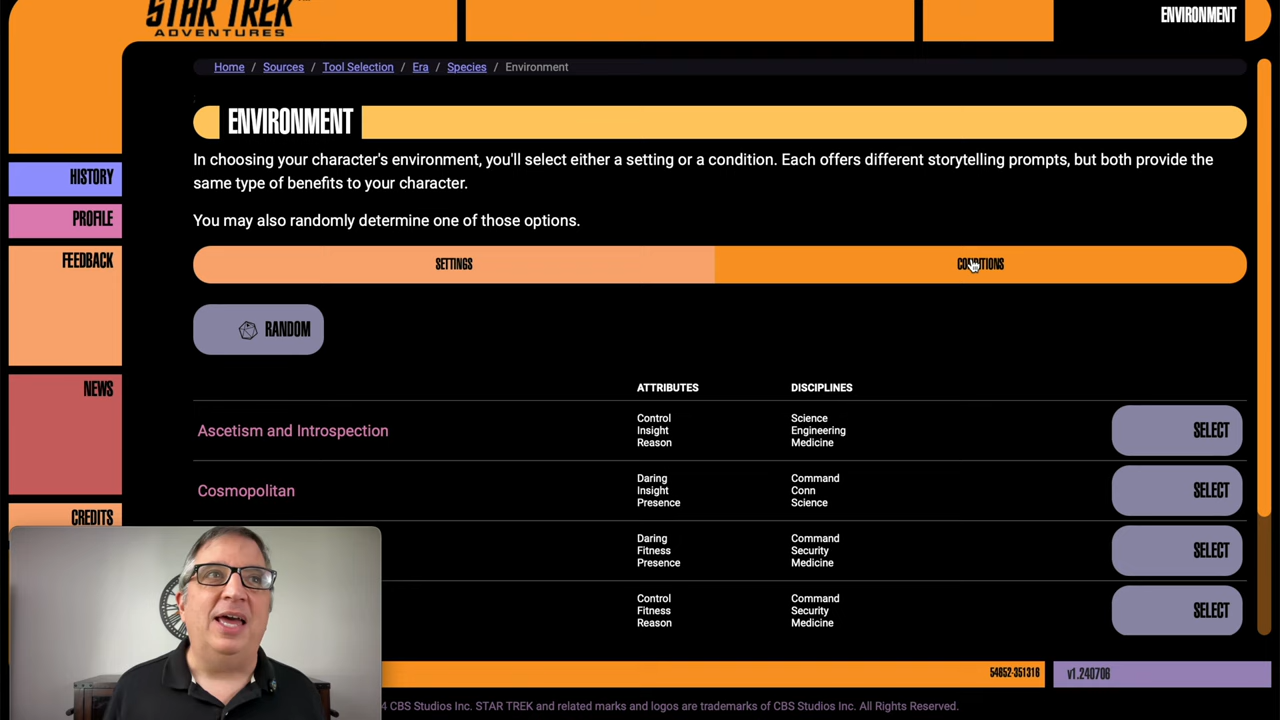 STAR TREK
ADVENTURES
ENVIRONMENT
Home / Sources / Tool Selection / Era / Species / Environment
HISTORY
PROFILE
FEEDBACK
NEWS
CREDITS
ENVIRONMENT
In choosing your character's environment, you'll select either a setting or a condition. Each offers different storytelling prompts, but both provide the
same type of benefits to your character.
You may also randomly determine one of those options.
SETTINGS
CONDITIONS
RANDOM
ATTRIBUTES
DISCIPLINES
Ascetism and Introspection
Control
Insight
Reason
Science
Engineering
Medicine
SELECT
Cosmopolitan
Daring
Insight
Presence
Command
Conn
Science
SELECT
Daring
Fitness
Presence
Command
Security
Medicine
SELECT
Control
Fitness
Reason
Command
Security
Medicine
SELECT
54852-351318
v1.240706
4 CBS Studios Inc. STAR TREK and related marks and logos are trademarks of CBS Studios Inc. All Rights Reserved.